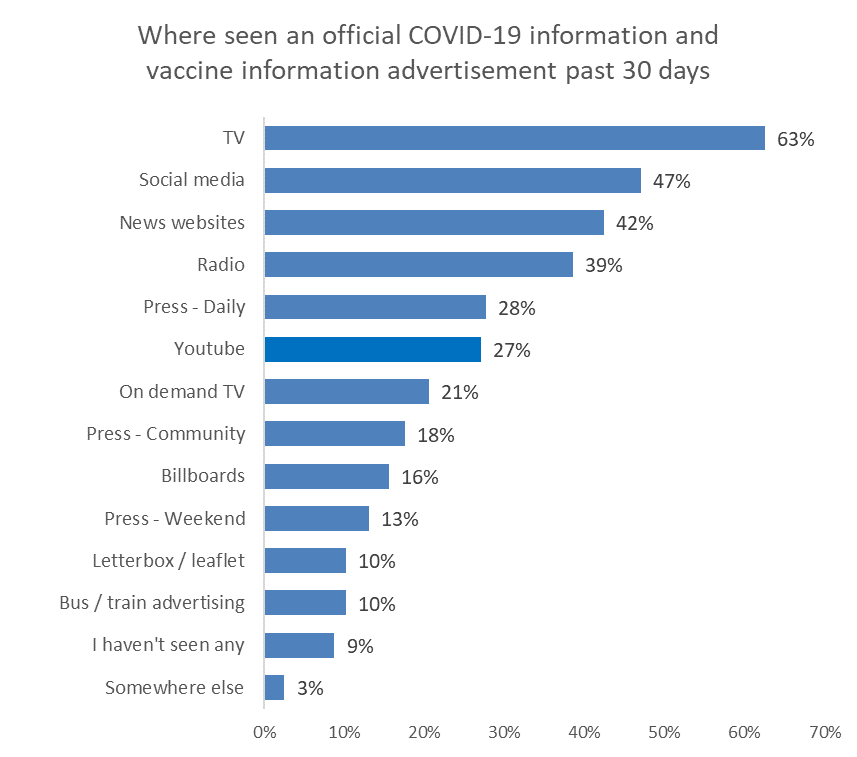 Where seen an official COVID-19 information and
vaccine information advertisement past 30 days
TV 63%
Social media 47%
News websites 42%
Radio 39%
Press - Daily 28%
Youtube 27%
On demand TV 21%
Press - Community 18%
Billboards 16%
Press - Weekend 13%
Letterbox / leaflet 10%
Bus / train advertising 10%
I haven't seen any 9%
Somewhere else 3%
0% 10% 20% 30% 40% 50% 60% 70%